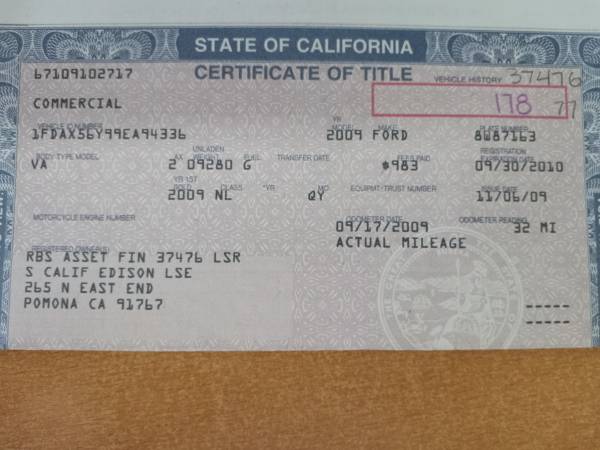 STATE OF CALIFORNIA
CERTIFICATE OF TITLE
67109102717
VEHICLE HISTORY 37476
COMMERCIAL
178 77
VEHICLE ID NUMBER YR MODEL MAKE PLATE NUMBER
1FDAX56Y99EA94336 2009 FORD 8W87163
BODY TYPE MODEL AX UNLADEN WEIGHT FUEL TRANSFER DATE FEES PAID REGISTRATION EXPIRATION DATE
VA 2 09280 G $983 09/30/2010
YR 1ST SOLD CLASS *YR MO EQUIPMT/TRUST NUMBER ISSUE DATE
2009 NL QY 11/06/09
MOTORCYCLE ENGINE NUMBER ODOMETER DATE ODOMETER READING
09/17/2009 32 MI
ACTUAL MILEAGE
REGISTERED OWNER(S)
RBS ASSET FIN 37476 LSR
S CALIF EDISON LSE
265 N EAST END
POMONA CA 91767